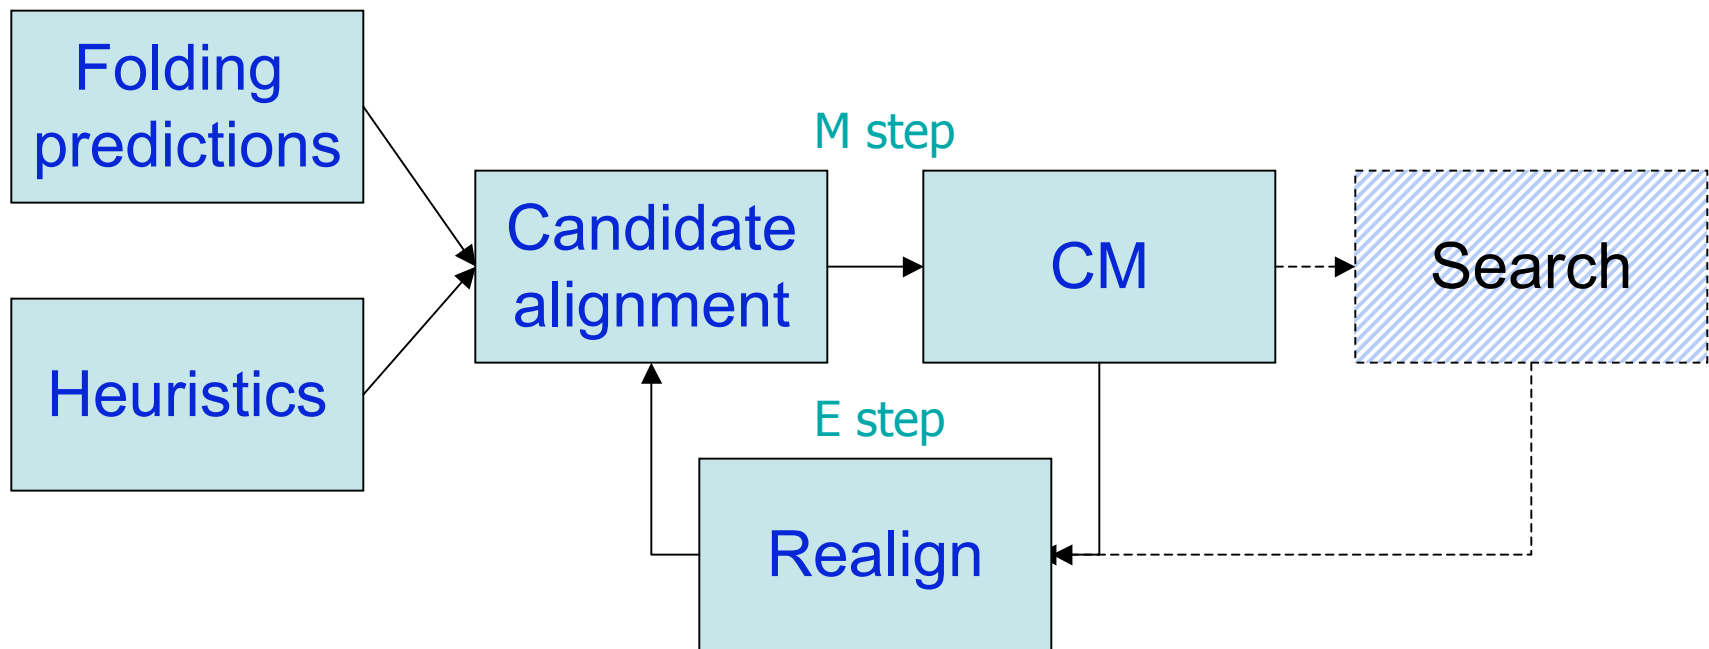 Folding
predictions
Heuristics
Candidate
alignment
M step
CM
Search
E step
Realign